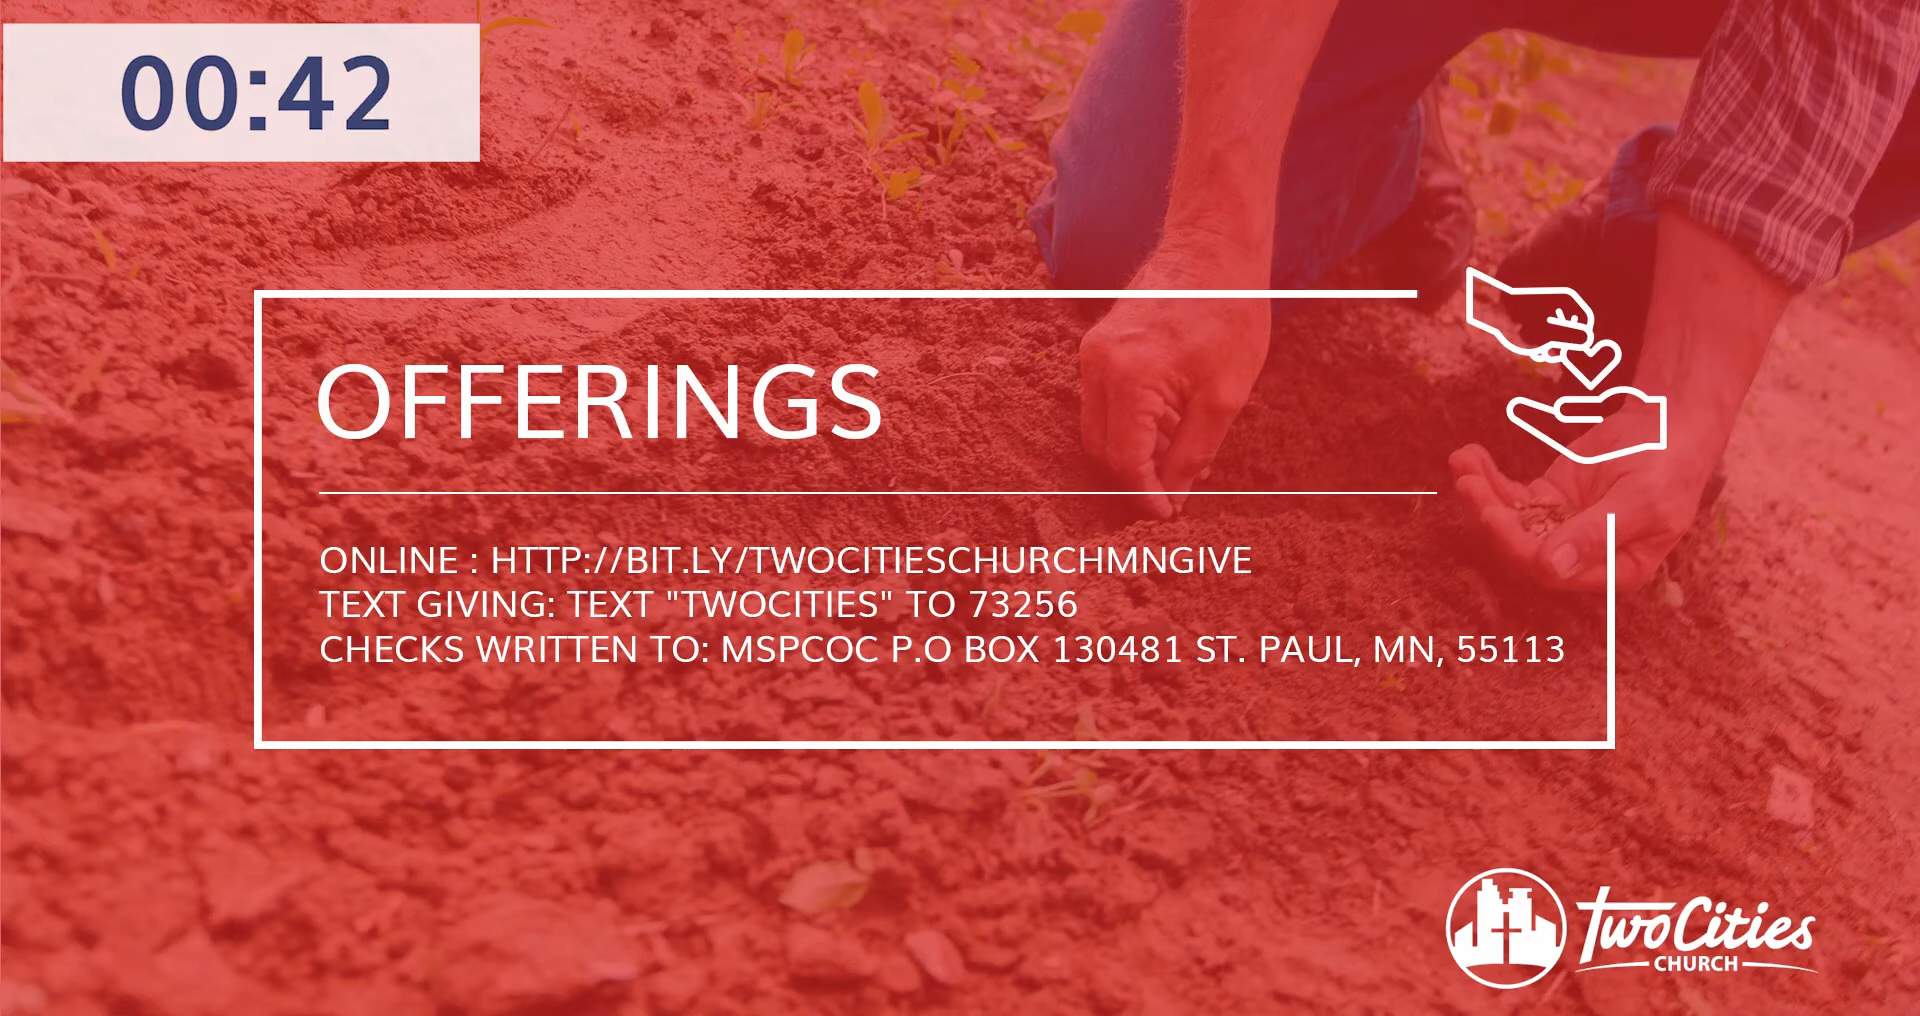 00:42
OFFERINGS
ONLINE : HTTP://BIT.LY/TWOCITIESCHURCHMNGIVE
TEXT GIVING: TEXT "TWOCITIES" TO 73256
CHECKS WRITTEN TO: MSPCOC P.O BOX 130481 ST. PAUL, MN, 55113
TwoCities
CHURCH